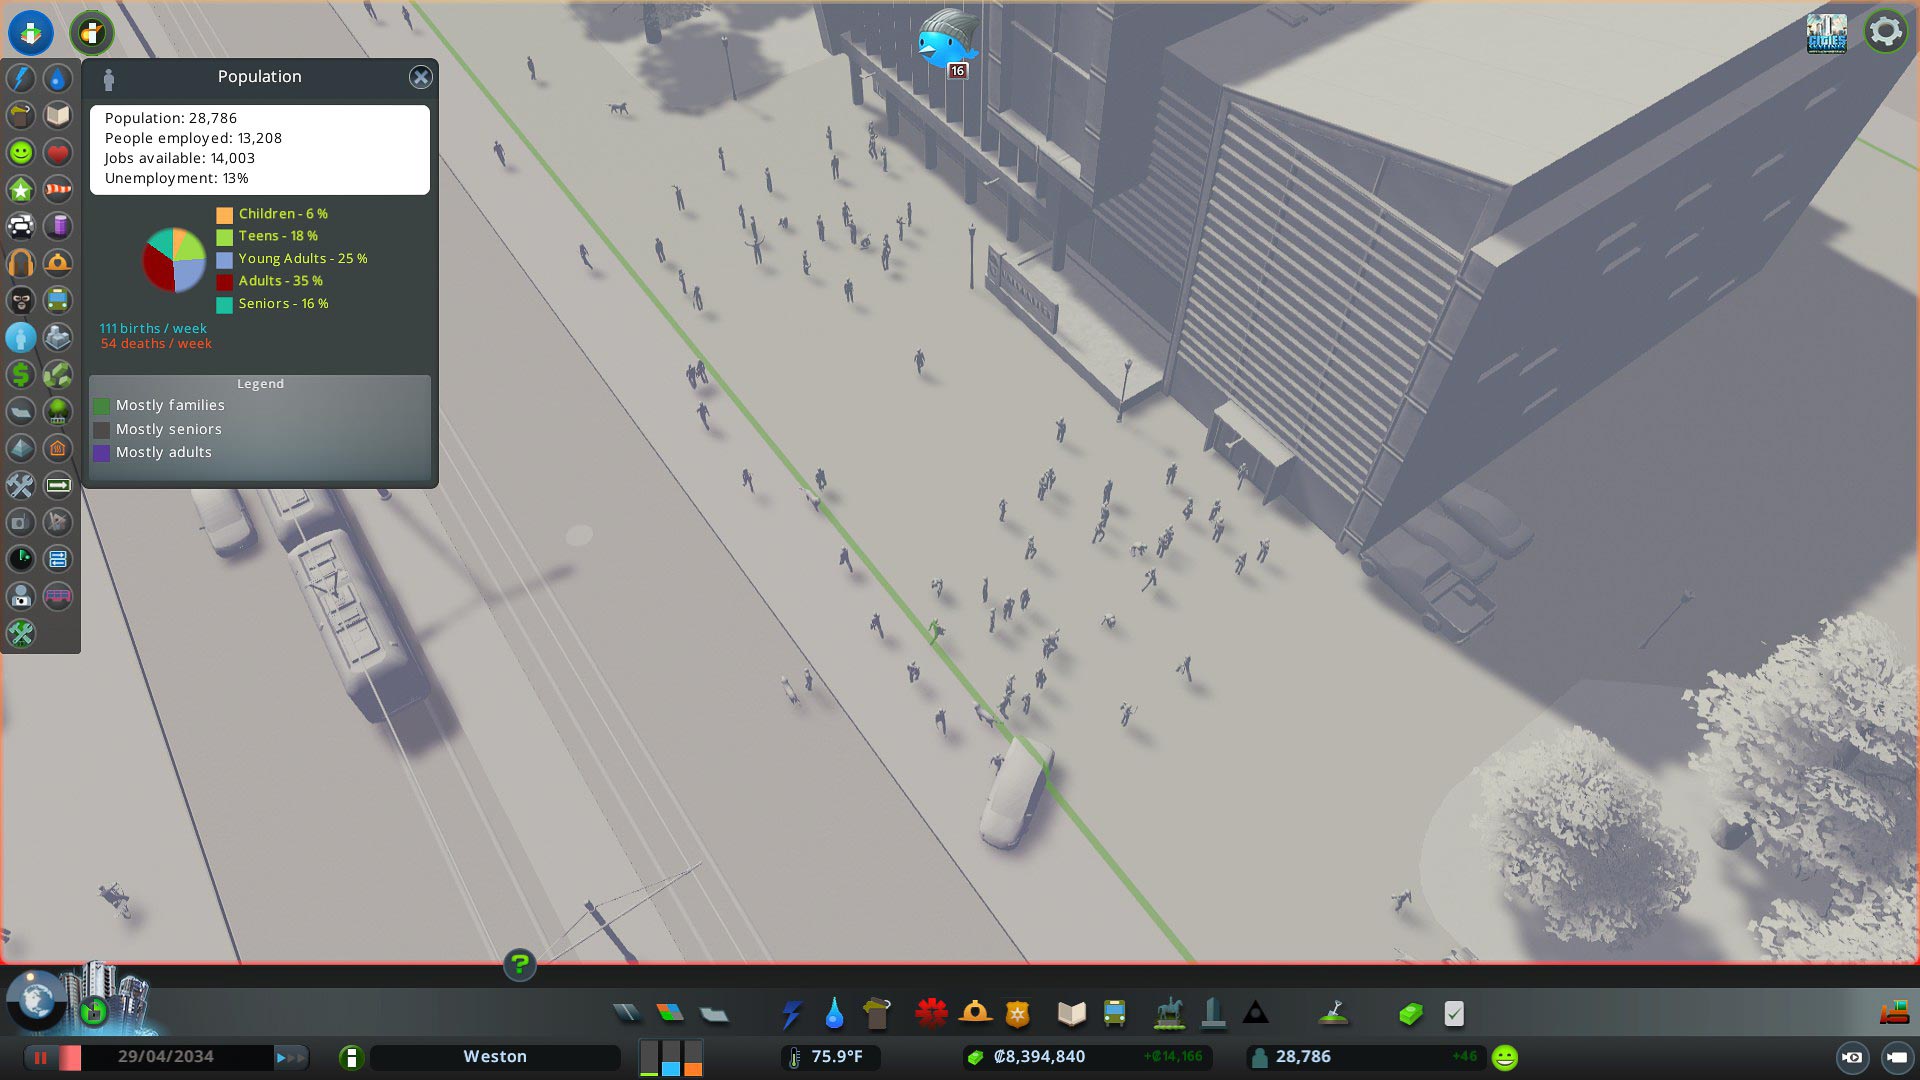 16
CITIES
Population
Population: 28,786
People employed: 13,208
Jobs available: 14,003
Unemployment: 13%
Children - 6 %
Teens - 18 %
Young Adults - 25 %
Adults - 35 %
Seniors - 16 %
111 births / week
54 deaths / week
Legend
Mostly families
Mostly seniors
Mostly adults
?
29/04/2034
Weston
75.9°F
₡8,394,840
+₡14,166
28,786
+46